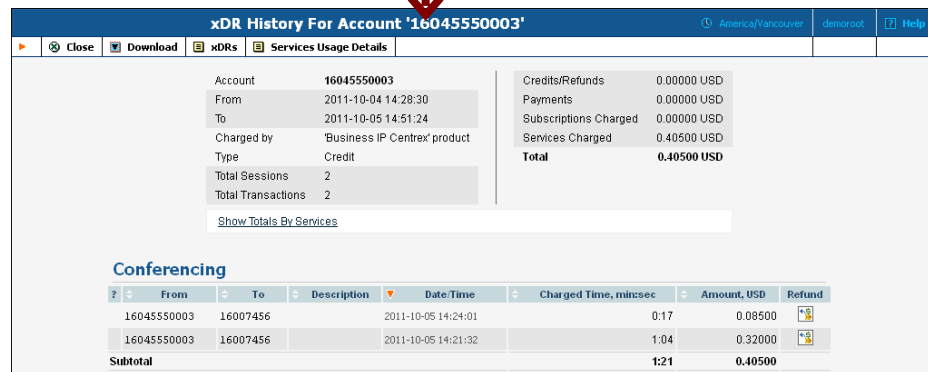 xDR History For Account '16045550003'
America/Vancouver
demoroot
? Help
Close
Download
xDRs
Services Usage Details
Account 16045550003
From 2011-10-04 14:28:30
To 2011-10-05 14:51:24
Charged by 'Business IP Centrex' product
Type Credit
Total Sessions 2
Total Transactions 2
Credits/Refunds 0.00000 USD
Payments 0.00000 USD
Subscriptions Charged 0.00000 USD
Services Charged 0.40500 USD
Total 0.40500 USD
Show Totals By Services
Conferencing
? From To Description Date/Time Charged Time, min:sec Amount, USD Refund
16045550003 16007456 2011-10-05 14:24:01 0:17 0.08500
16045550003 16007456 2011-10-05 14:21:32 1:04 0.32000
Subtotal 1:21 0.40500